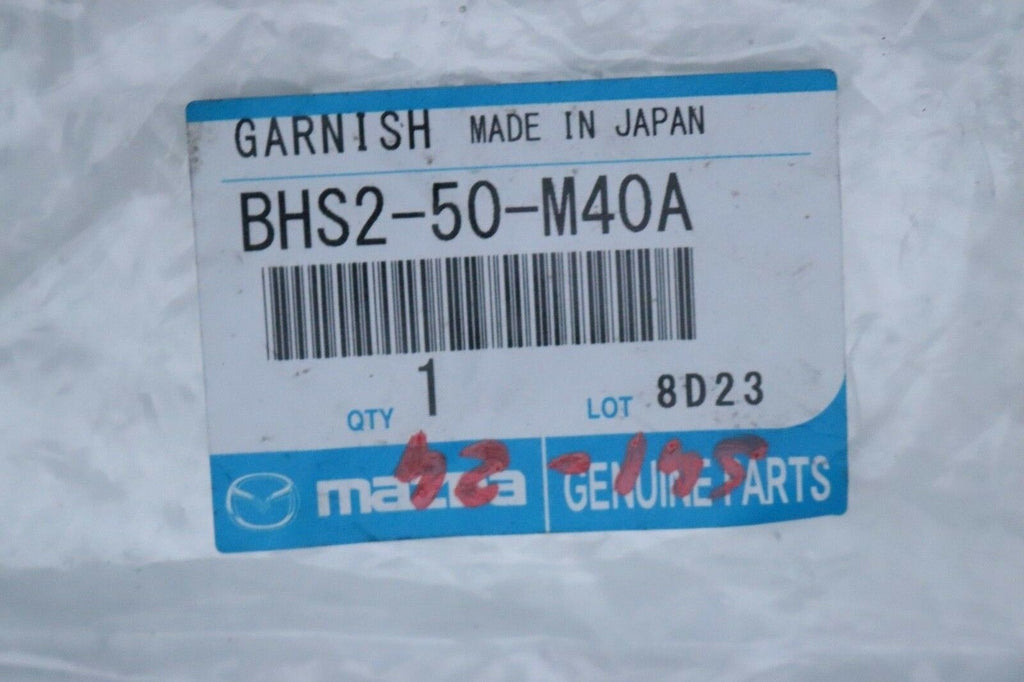 GARNISH MADE IN JAPAN
BHS2-50-M40A
QTY 1 LOT 8D23
mazda GENUINE PARTS